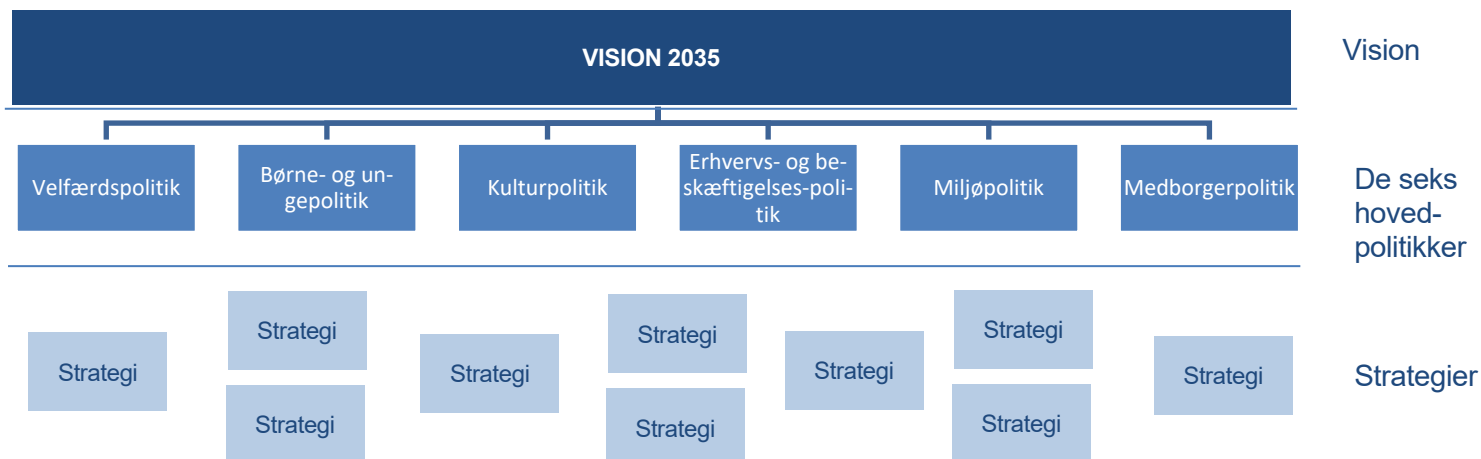 VISION 2035
Vision
Velfærdspolitik
Børne- og un-
gepolitik
Kulturpolitik
Erhvervs- og be-
skæftigelses-poli-
tik
Miljøpolitik
Medborgerpolitik
De seks
hoved-
politikker
Strategi
Strategi
Strategi
Strategi
Strategi
Strategi
Strategi
Strategi
Strategi
Strategi
Strategier